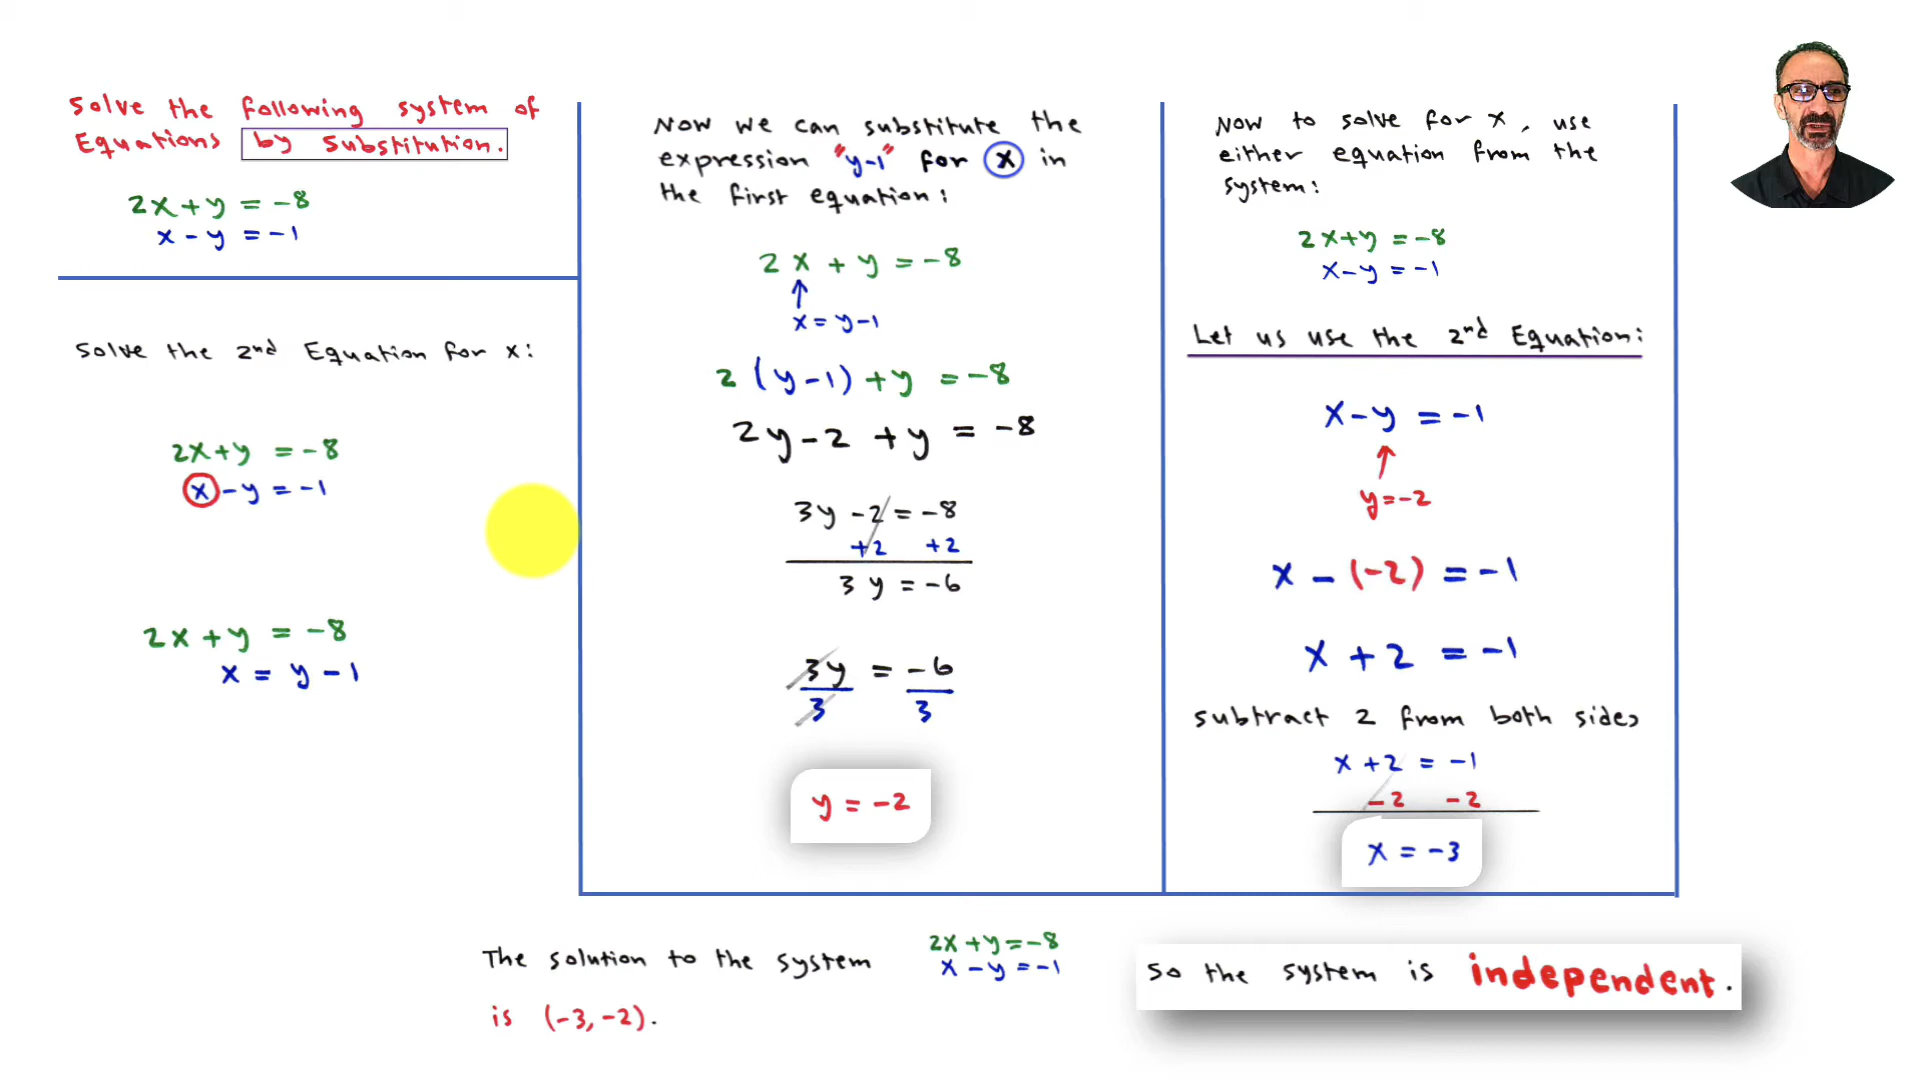 Solve the following system of
Equations by Substitution.
2x + y = -8
x - y = -1
Solve the 2nd Equation for x:
2x+y = -8
x - y = -1
2x + y = -8
x = y - 1
Now we can substitute the
expression "y-1" for x in
the first equation:
2x + y = -8
x = y-1
2 (y-1) + y = -8
2y-2 + y = -8
3y - 2 = -8
+2 +2
3y = -6
3y = -6
3 3
y = -2
Now to solve for x, use
either equation from the
system:
2x+y = -8
x-y = -1
Let us use the 2nd Equation:
x-y = -1
y=-2
x - (-2) = -1
x + 2 = -1
subtract 2 from both sides
x +2 = -1
-2 -2
x = -3
The solution to the system
2x+y=-8
x - y = -1
is (-3,-2).
So the system is independent.